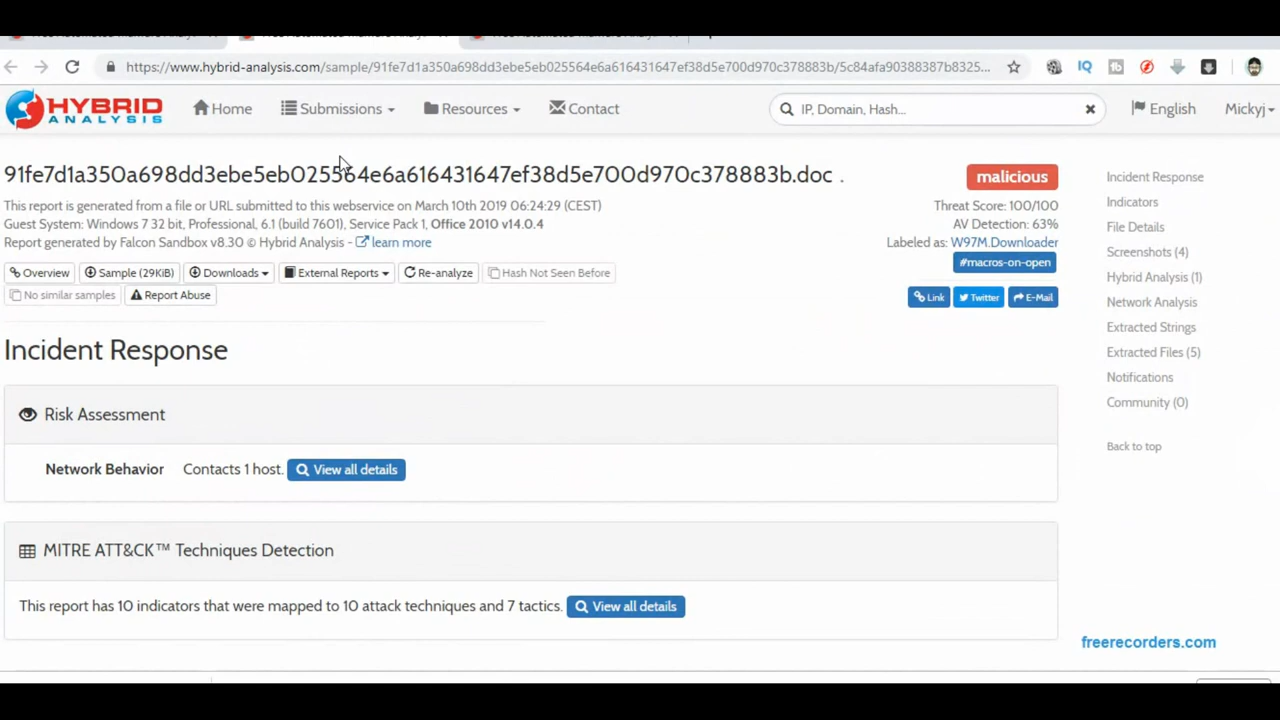 https://www.hybrid-analysis.com/sample/91fe7d1a350a698dd3ebe5eb025564e6a616431647ef38d5e700d970c378883b/5c84afa90388387b8325...
IQ
HYBRID ANALYSIS
Home
Submissions
Resources
Contact
IP, Domain, Hash...
English
Mickyj
91fe7d1a350a698dd3ebe5eb025564e6a616431647ef38d5e700d970c378883b.doc .
malicious
This report is generated from a file or URL submitted to this webservice on March 10th 2019 06:24:29 (CEST)
Threat Score: 100/100
Guest System: Windows 7 32 bit, Professional, 6.1 (build 7601), Service Pack 1, Office 2010 v14.0.4
AV Detection: 63%
Report generated by Falcon Sandbox v8.30 © Hybrid Analysis - learn more
Labeled as: W97M.Downloader
#macros-on-open
Overview
Sample (29KiB)
Downloads
External Reports
Re-analyze
Hash Not Seen Before
No similar samples
Report Abuse
Link
Twitter
E-Mail
Incident Response
Risk Assessment
Network Behavior Contacts 1 host. View all details
MITRE ATT&CK™ Techniques Detection
This report has 10 indicators that were mapped to 10 attack techniques and 7 tactics. View all details
Incident Response
Indicators
File Details
Screenshots (4)
Hybrid Analysis (1)
Network Analysis
Extracted Strings
Extracted Files (5)
Notifications
Community (0)
Back to top
freerecorders.com